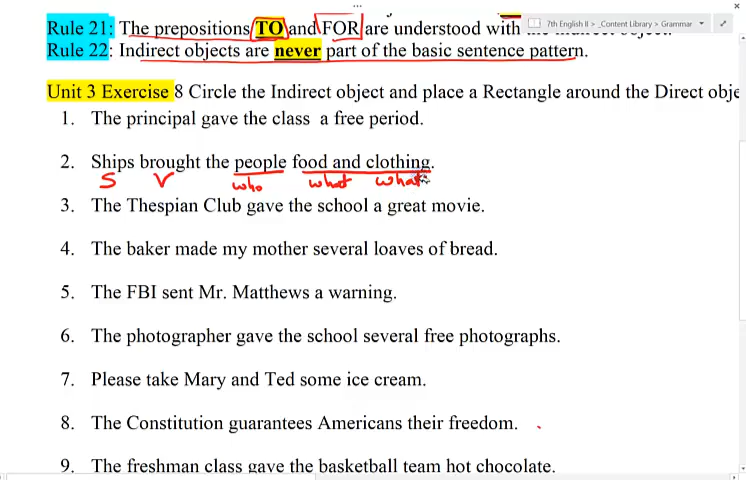 7th English II > _Content Library > Grammar
Rule 21: The prepositions TO and FOR are understood with the indirect object.
Rule 22: Indirect objects are never part of the basic sentence pattern.
Unit 3 Exercise 8 Circle the Indirect object and place a Rectangle around the Direct obje
1. The principal gave the class a free period.
2. Ships brought the people food and clothing.
S V who what what
3. The Thespian Club gave the school a great movie.
4. The baker made my mother several loaves of bread.
5. The FBI sent Mr. Matthews a warning.
6. The photographer gave the school several free photographs.
7. Please take Mary and Ted some ice cream.
8. The Constitution guarantees Americans their freedom.
9. The freshman class gave the basketball team hot chocolate.